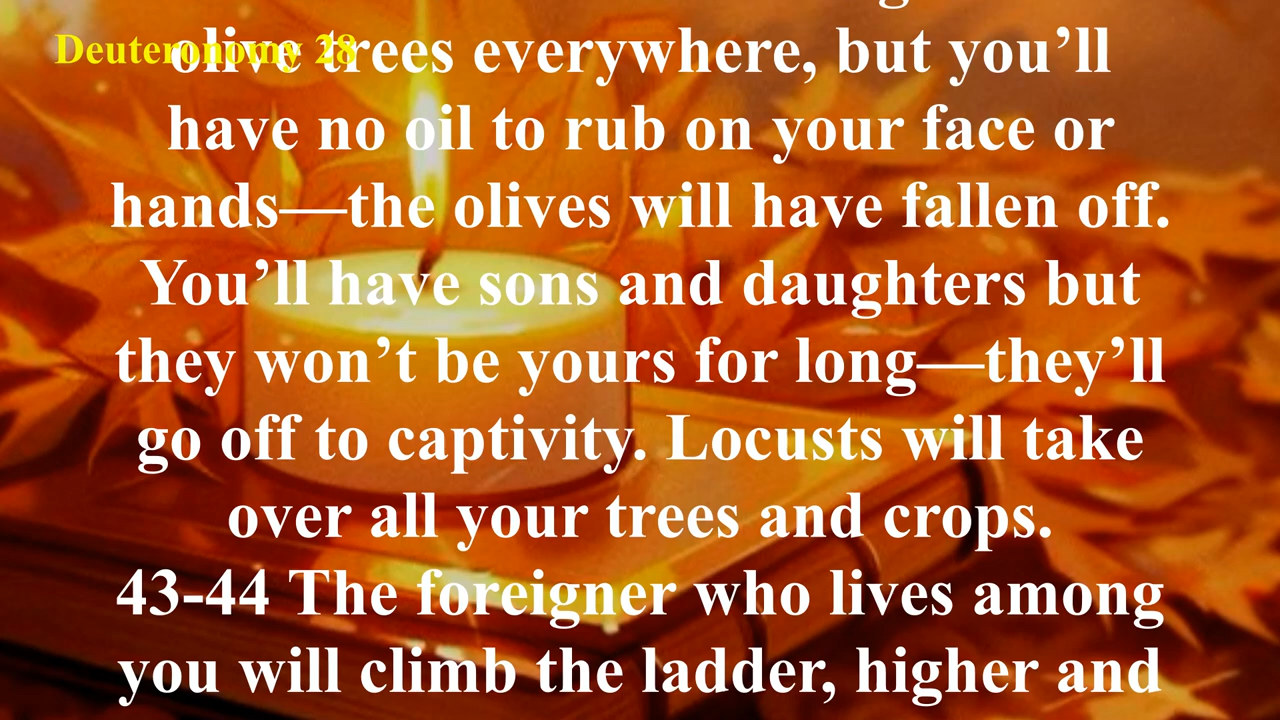 Deuteronomy 28
olive trees everywhere, but you’ll
have no oil to rub on your face or
hands—the olives will have fallen off.
You’ll have sons and daughters but
they won’t be yours for long—they’ll
go off to captivity. Locusts will take
over all your trees and crops.
43-44 The foreigner who lives among
you will climb the ladder, higher and